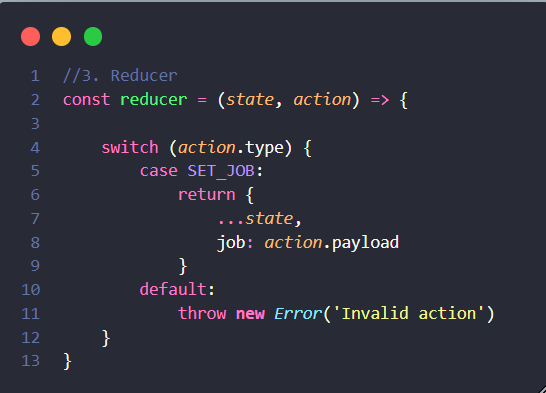 1 //3. Reducer
2 const reducer = (state, action) => {
3
4     switch (action.type) {
5         case SET_JOB:
6             return {
7                 ...state,
8                 job: action.payload
9             }
10         default:
11             throw new Error('Invalid action')
12     }
13 }